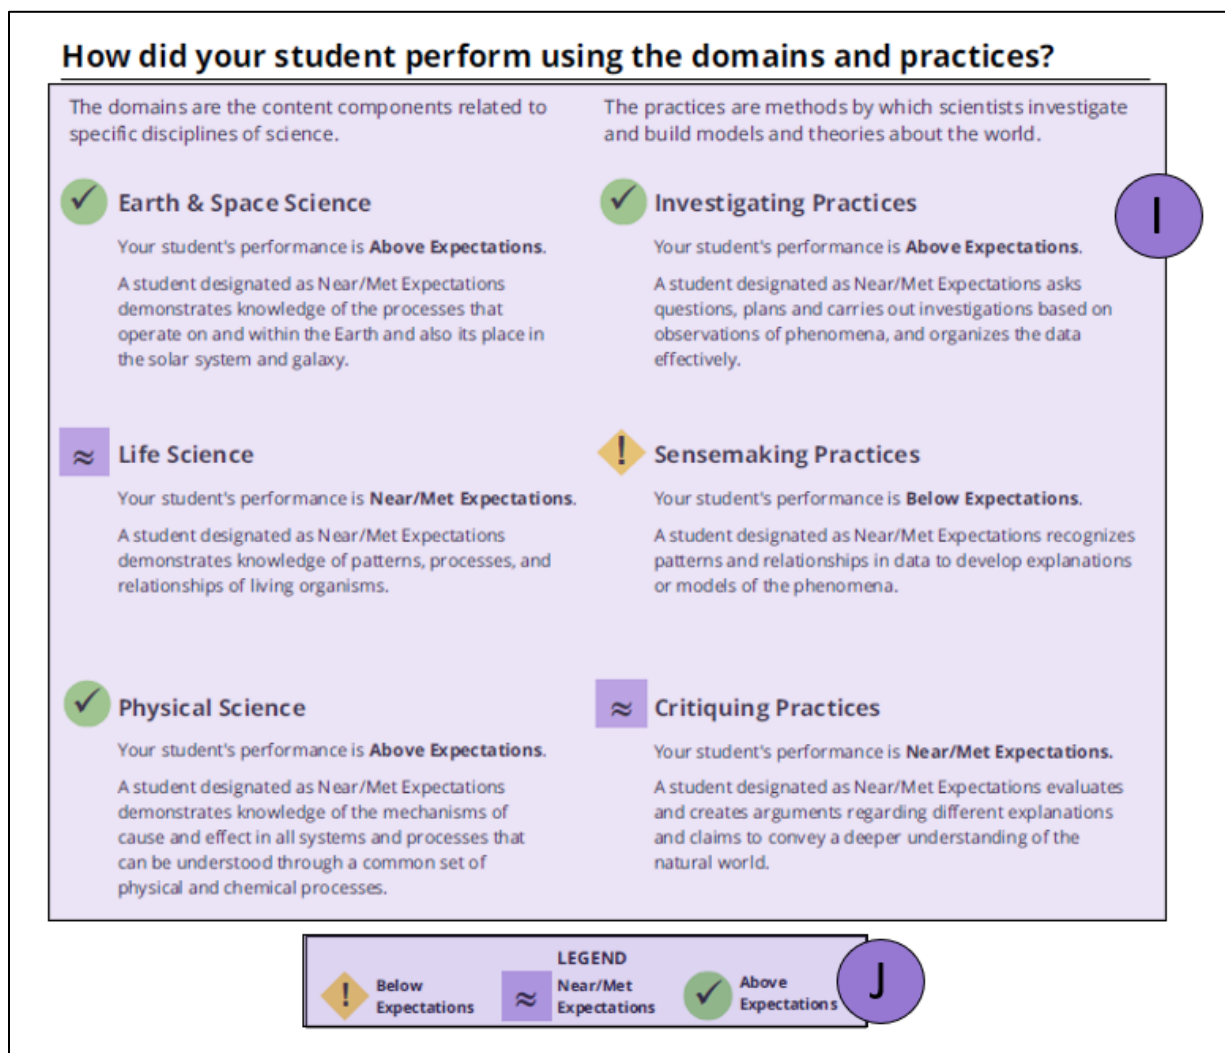 How did your student perform using the domains and practices?
The domains are the content components related to
specific disciplines of science.
✓ Earth & Space Science
Your student's performance is Above Expectations.
A student designated as Near/Met Expectations
demonstrates knowledge of the processes that
operate on and within the Earth and also its place in
the solar system and galaxy.
≈ Life Science
Your student's performance is Near/Met Expectations.
A student designated as Near/Met Expectations
demonstrates knowledge of patterns, processes, and
relationships of living organisms.
✓ Physical Science
Your student's performance is Above Expectations.
A student designated as Near/Met Expectations
demonstrates knowledge of the mechanisms of
cause and effect in all systems and processes that
can be understood through a common set of
physical and chemical processes.
The practices are methods by which scientists investigate
and build models and theories about the world.
✓ Investigating Practices
Your student's performance is Above Expectations.
A student designated as Near/Met Expectations asks
questions, plans and carries out investigations based on
observations of phenomena, and organizes the data
effectively.
I
! Sensemaking Practices
Your student's performance is Below Expectations.
A student designated as Near/Met Expectations recognizes
patterns and relationships in data to develop explanations
or models of the phenomena.
≈ Critiquing Practices
Your student's performance is Near/Met Expectations.
A student designated as Near/Met Expectations evaluates
and creates arguments regarding different explanations
and claims to convey a deeper understanding of the
natural world.
LEGEND
! Below
Expectations
≈ Near/Met
Expectations
✓ Above
Expectations
J